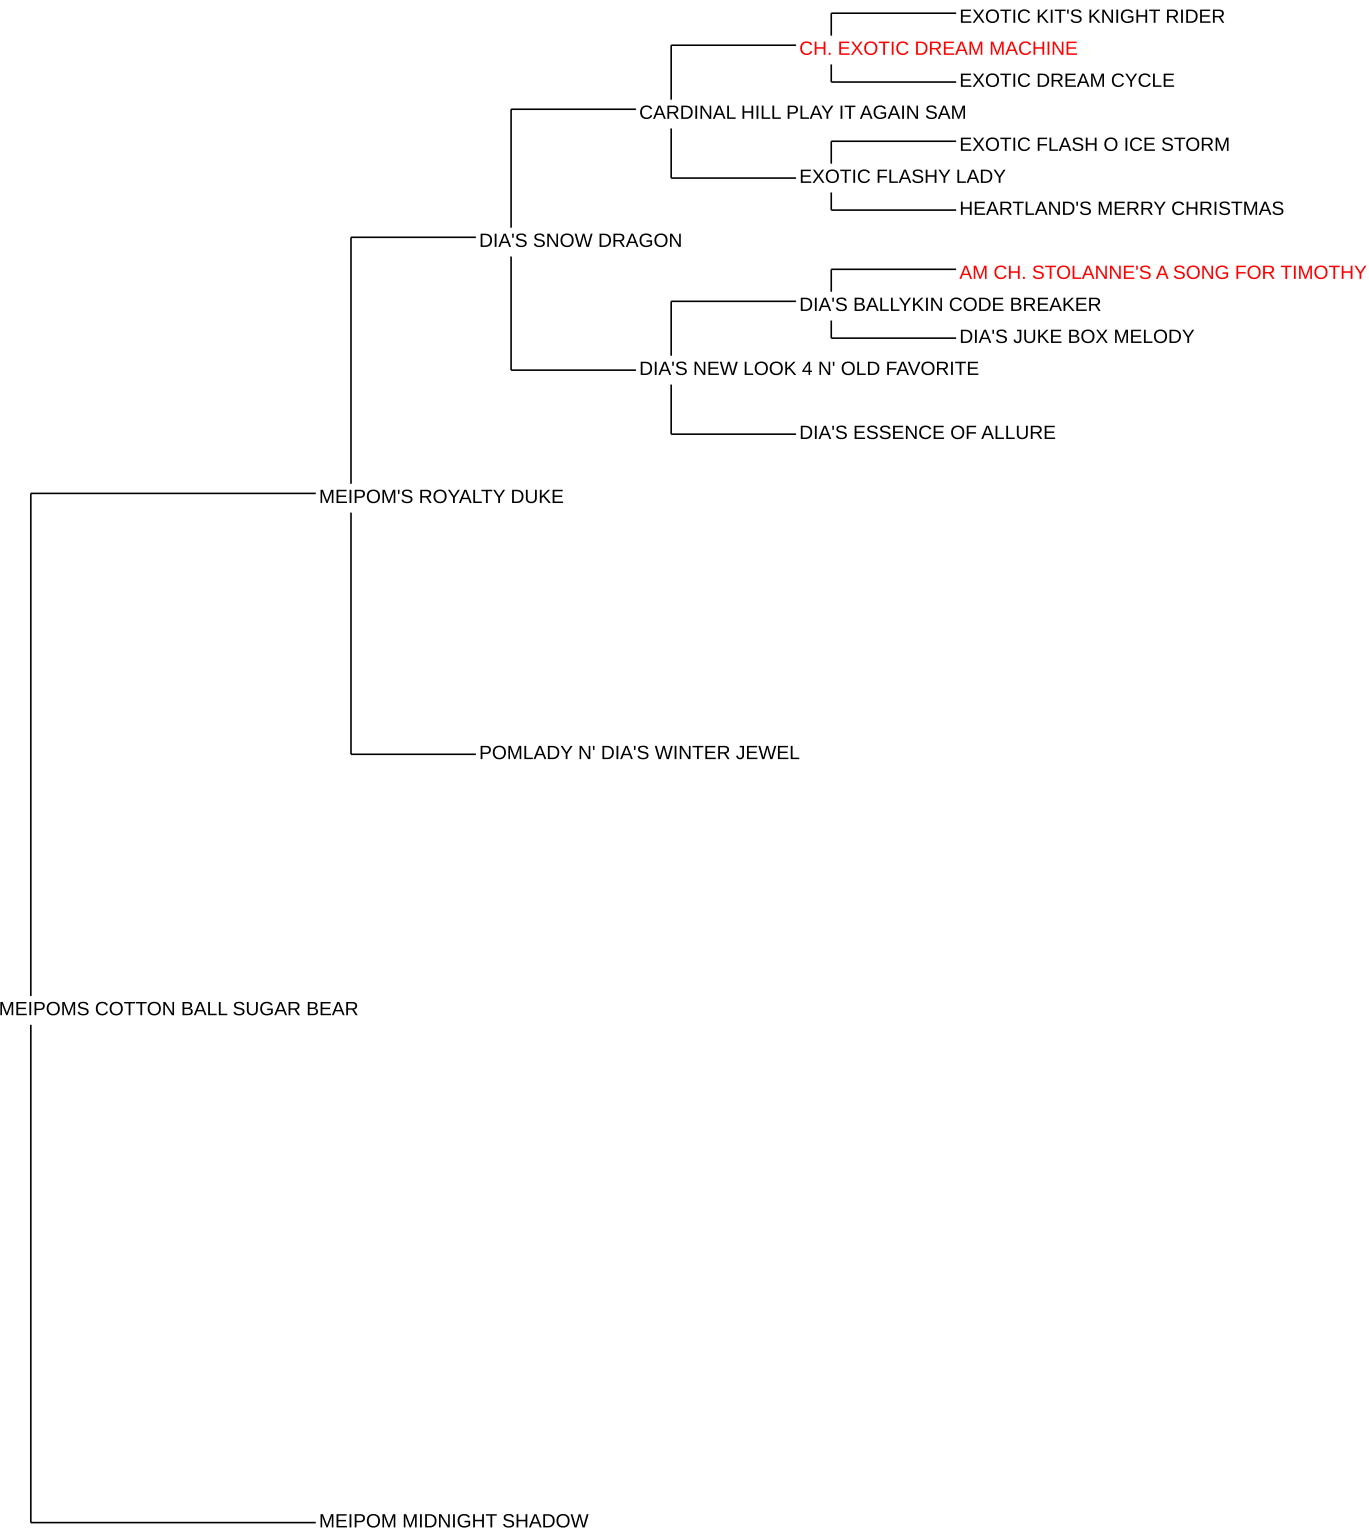 EXOTIC KIT'S KNIGHT RIDER
CH. EXOTIC DREAM MACHINE
EXOTIC DREAM CYCLE
CARDINAL HILL PLAY IT AGAIN SAM
EXOTIC FLASH O ICE STORM
EXOTIC FLASHY LADY
HEARTLAND'S MERRY CHRISTMAS
DIA'S SNOW DRAGON
AM CH. STOLANNE'S A SONG FOR TIMOTHY
DIA'S BALLYKIN CODE BREAKER
DIA'S JUKE BOX MELODY
DIA'S NEW LOOK 4 N' OLD FAVORITE
DIA'S ESSENCE OF ALLURE
MEIPOM'S ROYALTY DUKE
POMLADY N' DIA'S WINTER JEWEL
MEIPOMS COTTON BALL SUGAR BEAR
MEIPOM MIDNIGHT SHADOW